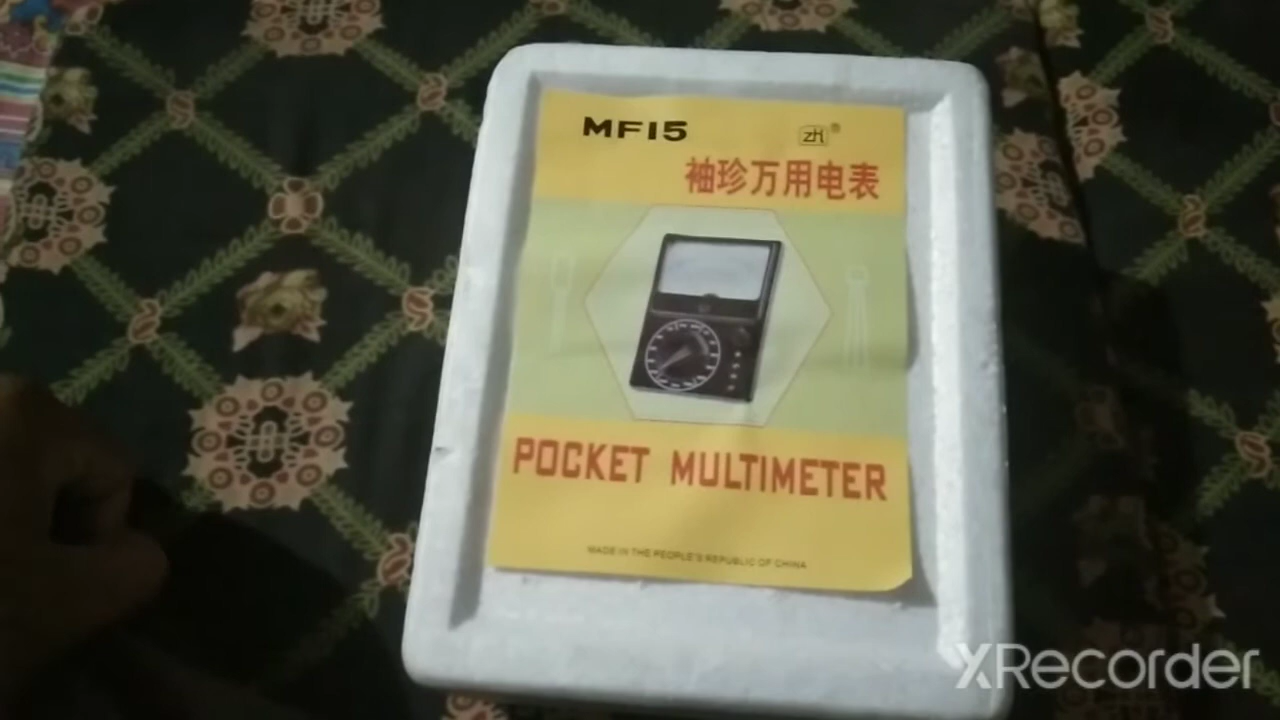 MF15
zh®
袖珍万用电表
POCKET MULTIMETER
MADE IN THE PEOPLE'S REPUBLIC OF CHINA
XRecorder